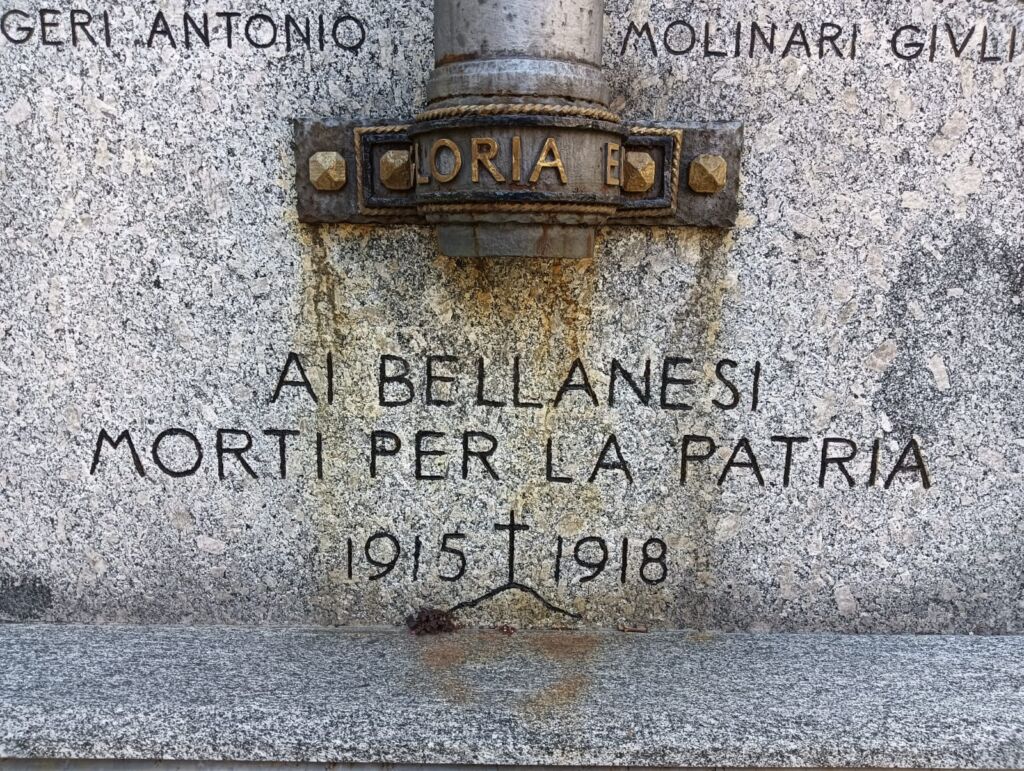 GERI ANTONIO
MOLINARI GIVLI
LORIA E
AI BELLANESI
MORTI PER LA PATRIA
1915 1918